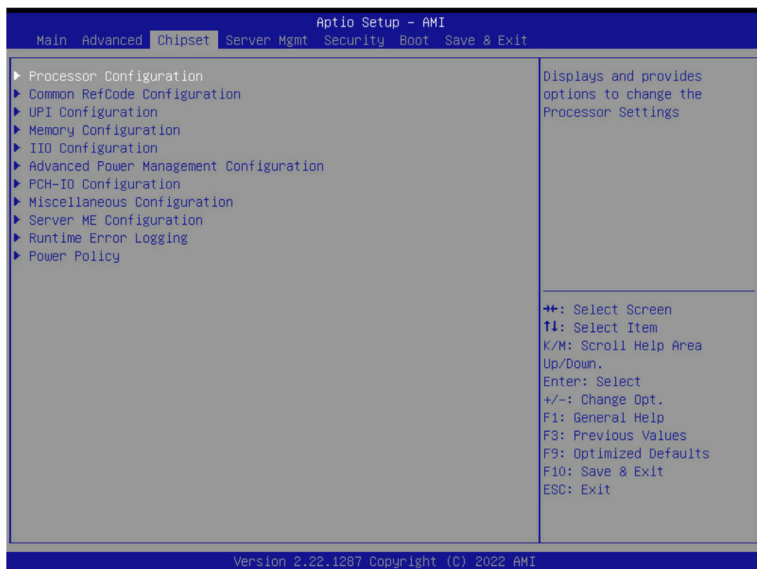 Aptio Setup – AMI
Main Advanced Chipset Server Mgmt Security Boot Save & Exit
▶ Processor Configuration
▶ Common RefCode Configuration
▶ UPI Configuration
▶ Memory Configuration
▶ IIO Configuration
▶ Advanced Power Management Configuration
▶ PCH-IO Configuration
▶ Miscellaneous Configuration
▶ Server ME Configuration
▶ Runtime Error Logging
▶ Power Policy
Displays and provides
options to change the
Processor Settings
→←: Select Screen
↑↓: Select Item
K/M: Scroll Help Area
Up/Down.
Enter: Select
+/-: Change Opt.
F1: General Help
F3: Previous Values
F9: Optimized Defaults
F10: Save & Exit
ESC: Exit
Version 2.22.1287 Copyright (C) 2022 AMI